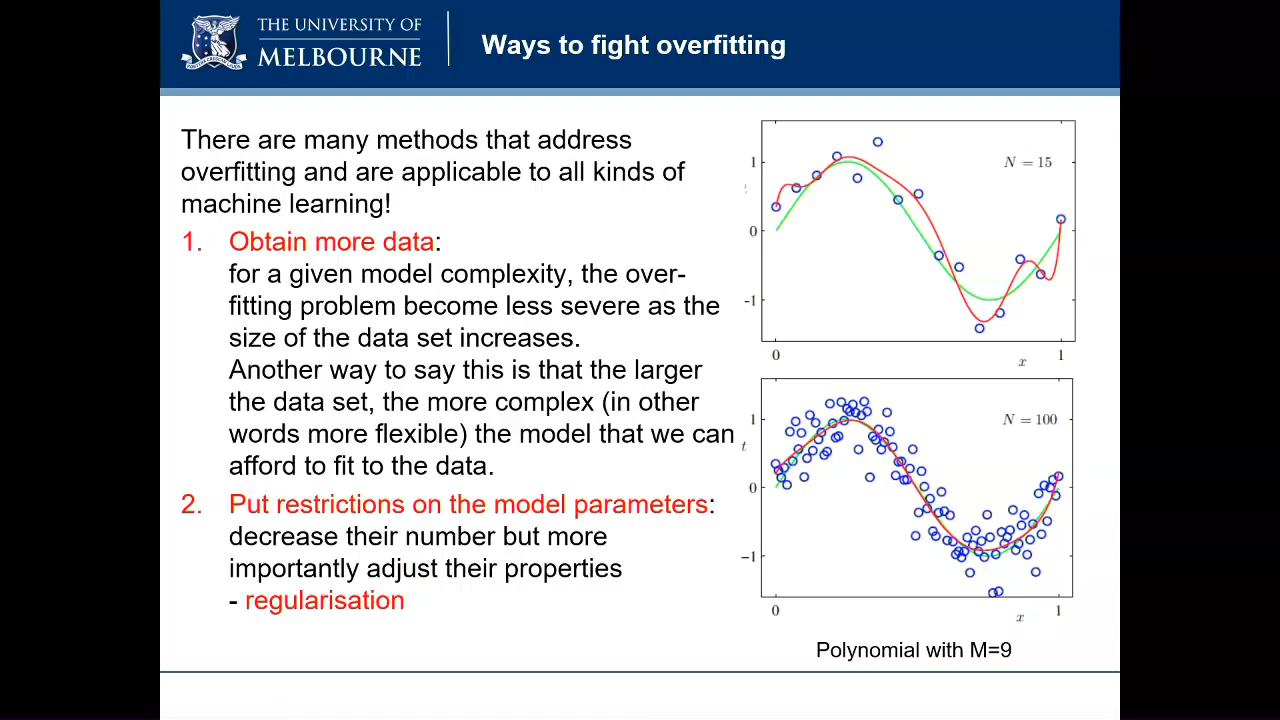 THE UNIVERSITY OF
MELBOURNE
Ways to fight overfitting
There are many methods that address
overfitting and are applicable to all kinds of
machine learning!
1. Obtain more data:
for a given model complexity, the over-
fitting problem become less severe as the
size of the data set increases.
Another way to say this is that the larger
the data set, the more complex (in other
words more flexible) the model that we can
afford to fit to the data.
2. Put restrictions on the model parameters:
decrease their number but more
importantly adjust their properties
- regularisation
N = 15
1
0
−1
0
x
1
N = 100
t
1
0
−1
0
x
1
Polynomial with M=9